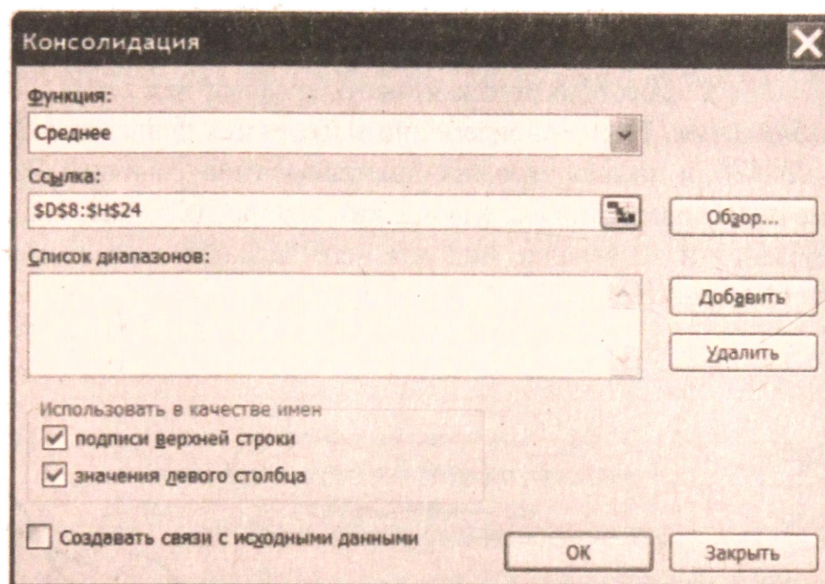 Консолидация
Функция:
Среднее
Ссылка:
$D$8:$H$24
Обзор...
Список диапазонов:
Добавить
Удалить
Использовать в качестве имен
подписи верхней строки
значения левого столбца
Создавать связи с исходными данными
ОК
Закрыть